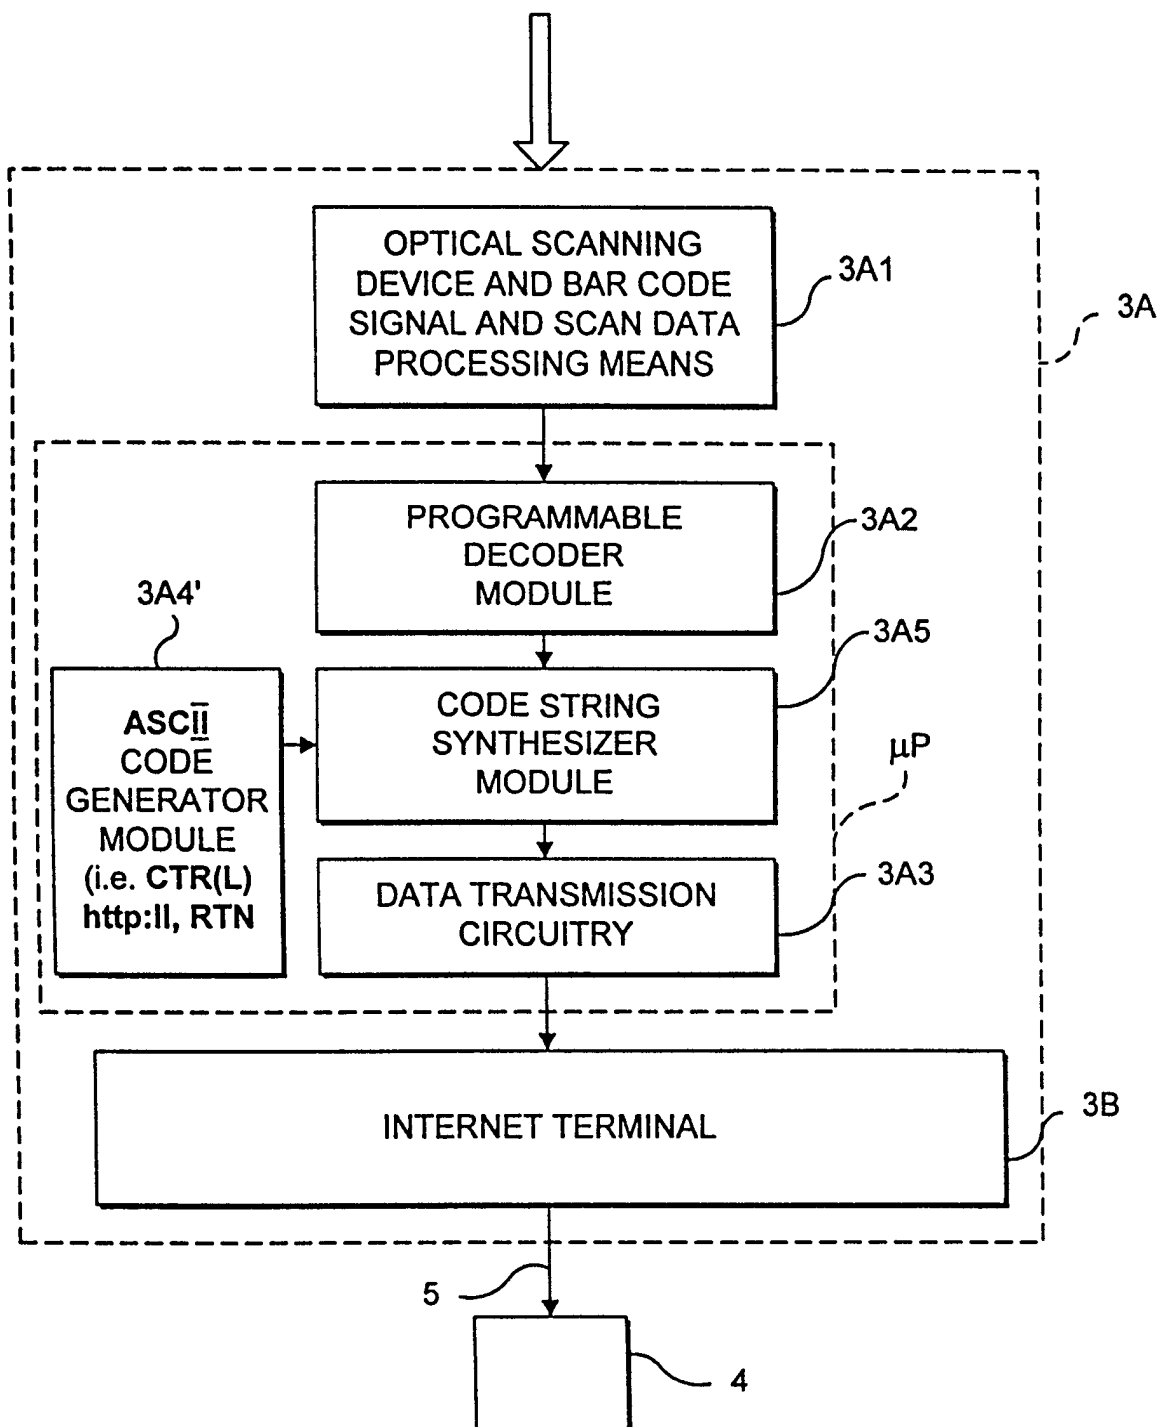 OPTICAL SCANNING
DEVICE AND BAR CODE
SIGNAL AND SCAN DATA
PROCESSING MEANS
3A1
3A
PROGRAMMABLE
DECODER
MODULE
3A2
3A4'
ASCII
CODE
GENERATOR
MODULE
(i.e. CTR(L)
http:II, RTN
CODE STRING
SYNTHESIZER
MODULE
3A5
µP
DATA TRANSMISSION
CIRCUITRY
3A3
INTERNET TERMINAL
3B
5
4